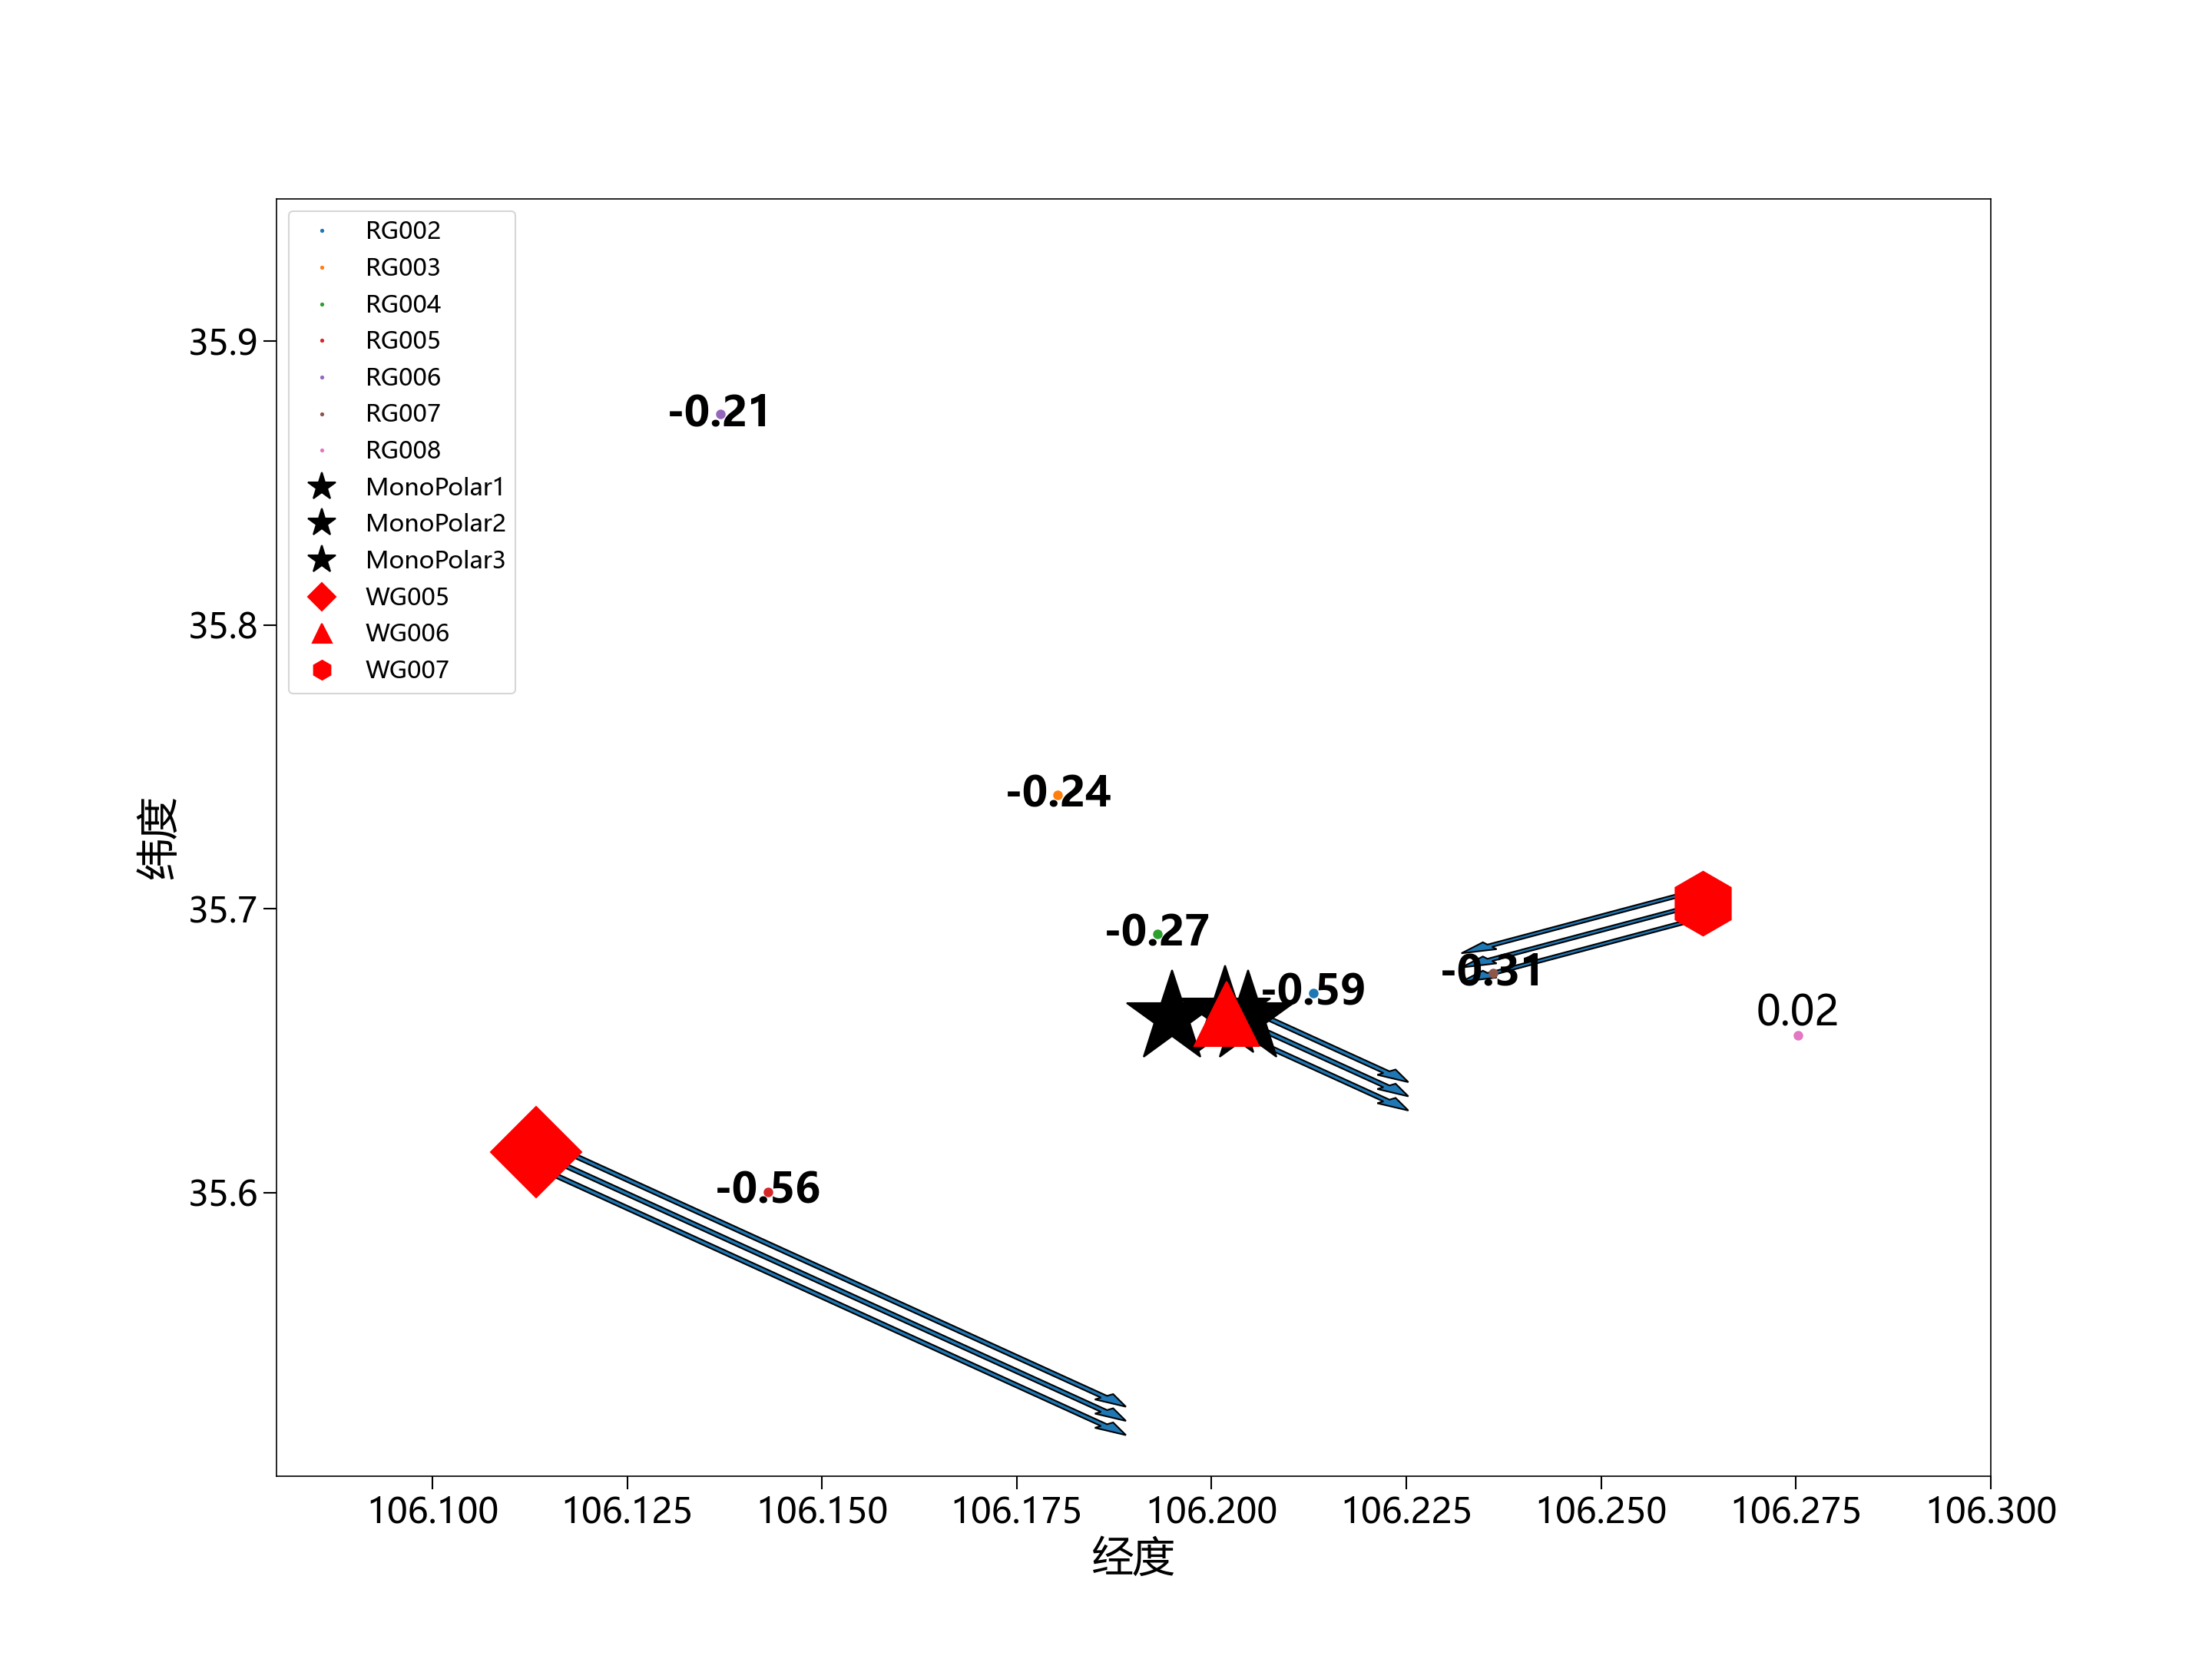 RG002
RG003
RG004
RG005
RG006
RG007
RG008
MonoPolar1
MonoPolar2
MonoPolar3
WG005
WG006
WG007
35.9
35.8
35.7
35.6
纬度
-0.21
-0.24
-0.27
-0.31
-0.59
0.02
-0.56
106.100
106.125
106.150
106.175
106.200
106.225
106.250
106.275
106.300
经度